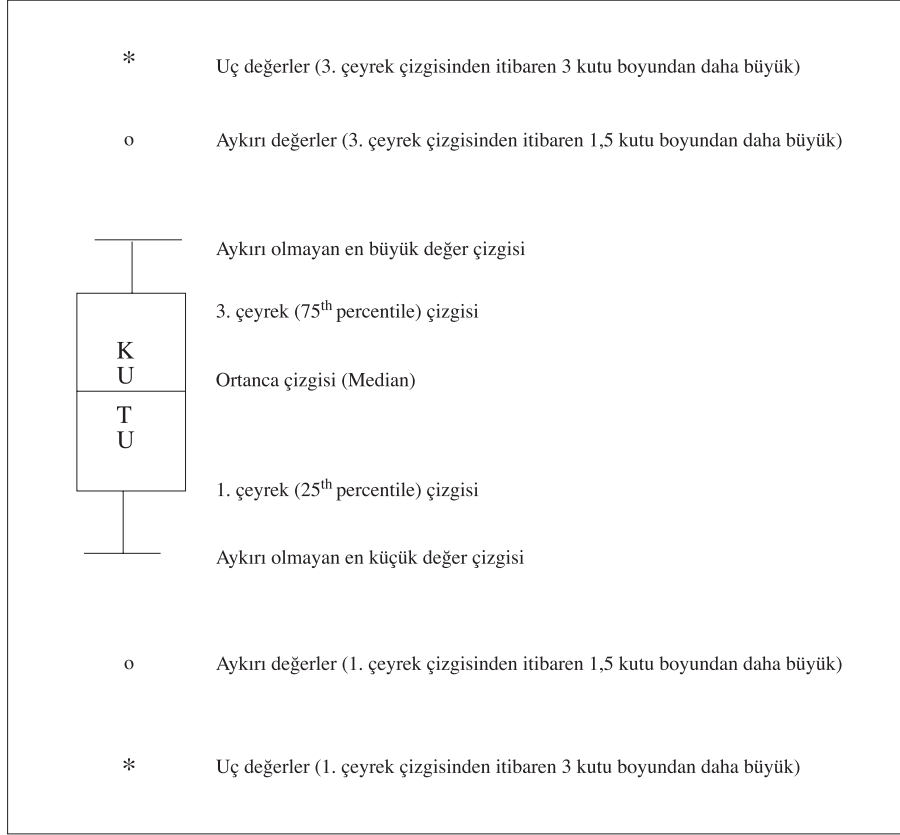 * Uç değerler (3. çeyrek çizgisinden itibaren 3 kutu boyundan daha büyük)
o Aykırı değerler (3. çeyrek çizgisinden itibaren 1,5 kutu boyundan daha büyük)
Aykırı olmayan en büyük değer çizgisi
3. çeyrek (75th percentile) çizgisi
K
U
Ortanca çizgisi (Median)
T
U
1. çeyrek (25th percentile) çizgisi
Aykırı olmayan en küçük değer çizgisi
o Aykırı değerler (1. çeyrek çizgisinden itibaren 1,5 kutu boyundan daha büyük)
* Uç değerler (1. çeyrek çizgisinden itibaren 3 kutu boyundan daha büyük)